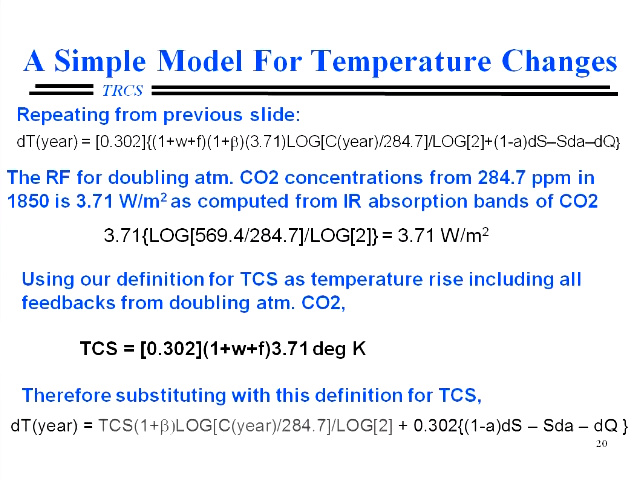 A Simple Model For Temperature Changes
TRCS
Repeating from previous slide:
dT(year) = [0.302]{(1+w+f)(1+β)(3.71)LOG[C(year)/284.7]/LOG[2]+(1-a)dS–Sda–dQ}
The RF for doubling atm. CO2 concentrations from 284.7 ppm in
1850 is 3.71 W/m² as computed from IR absorption bands of CO2
3.71{LOG[569.4/284.7]/LOG[2]} = 3.71 W/m²
Using our definition for TCS as temperature rise including all
feedbacks from doubling atm. CO2,
TCS = [0.302](1+w+f)3.71 deg K
Therefore substituting with this definition for TCS,
dT(year) = TCS(1+β)LOG[C(year)/284.7]/LOG[2] + 0.302{(1-a)dS – Sda – dQ }
20